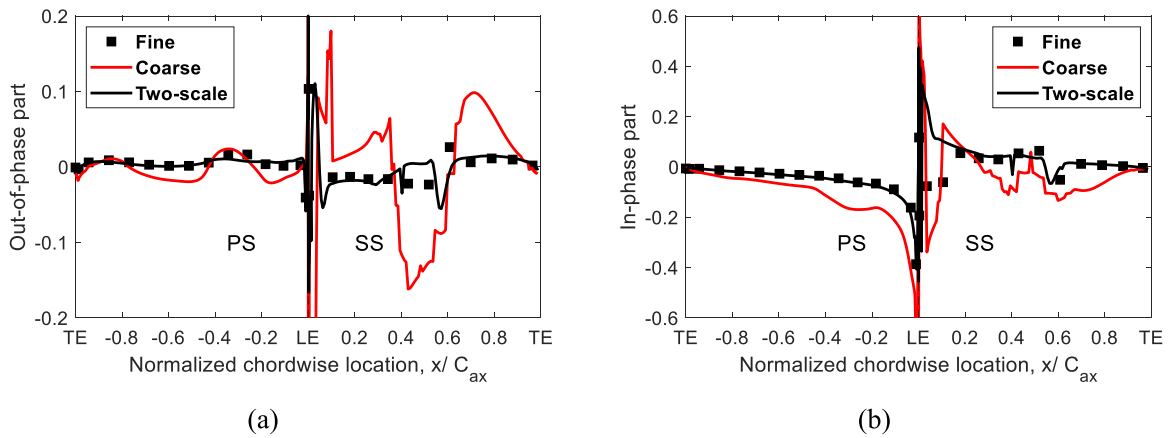 Out-of-phase part
0.2
0.1
0
-0.1
-0.2
Fine
Coarse
Two-scale
PS
SS
TE -0.8 -0.6 -0.4 -0.2 LE 0.2 0.4 0.6 0.8 TE
Normalized chordwise location, x/ C_ax
(a)
In-phase part
0.6
0.4
0.2
0
-0.2
-0.4
-0.6
Fine
Coarse
Two-scale
PS
SS
TE -0.8 -0.6 -0.4 -0.2 LE 0.2 0.4 0.6 0.8 TE
Normalized chordwise location, x/ C_ax
(b)